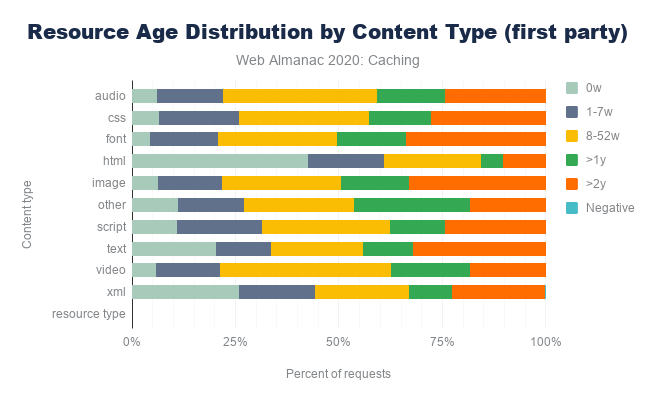 Resource Age Distribution by Content Type (first party)
Web Almanac 2020: Caching
Content type
audio
css
font
html
image
other
script
text
video
xml
resource type
0%
25%
50%
75%
100%
Percent of requests
0w
1-7w
8-52w
>1y
>2y
Negative